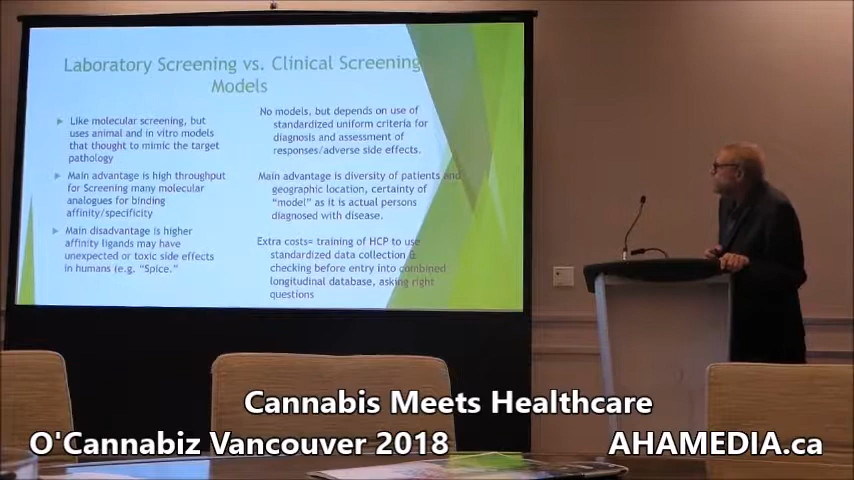 Laboratory Screening vs. Clinical Screening
Models
Like molecular screening, but
uses animal and in vitro models
that thought to mimic the target
pathology
Main advantage is high throughput
for Screening many molecular
analogues for binding
affinity/specificity
Main disadvantage is higher
affinity ligands may have
unexpected or toxic side effects
in humans (e.g. "Spice."
No models, but depends on use of
standardized uniform criteria for
diagnosis and assessment of
responses/adverse side effects.
Main advantage is diversity of patients and
geographic location, certainty of
"model" as it is actual persons
diagnosed with disease.
Extra costs= training of HCP to use
standardized data collection &
checking before entry into combined
longitudinal database, asking right
questions
Cannabis Meets Healthcare
O'Cannabiz Vancouver 2018
AHAMEDIA.ca